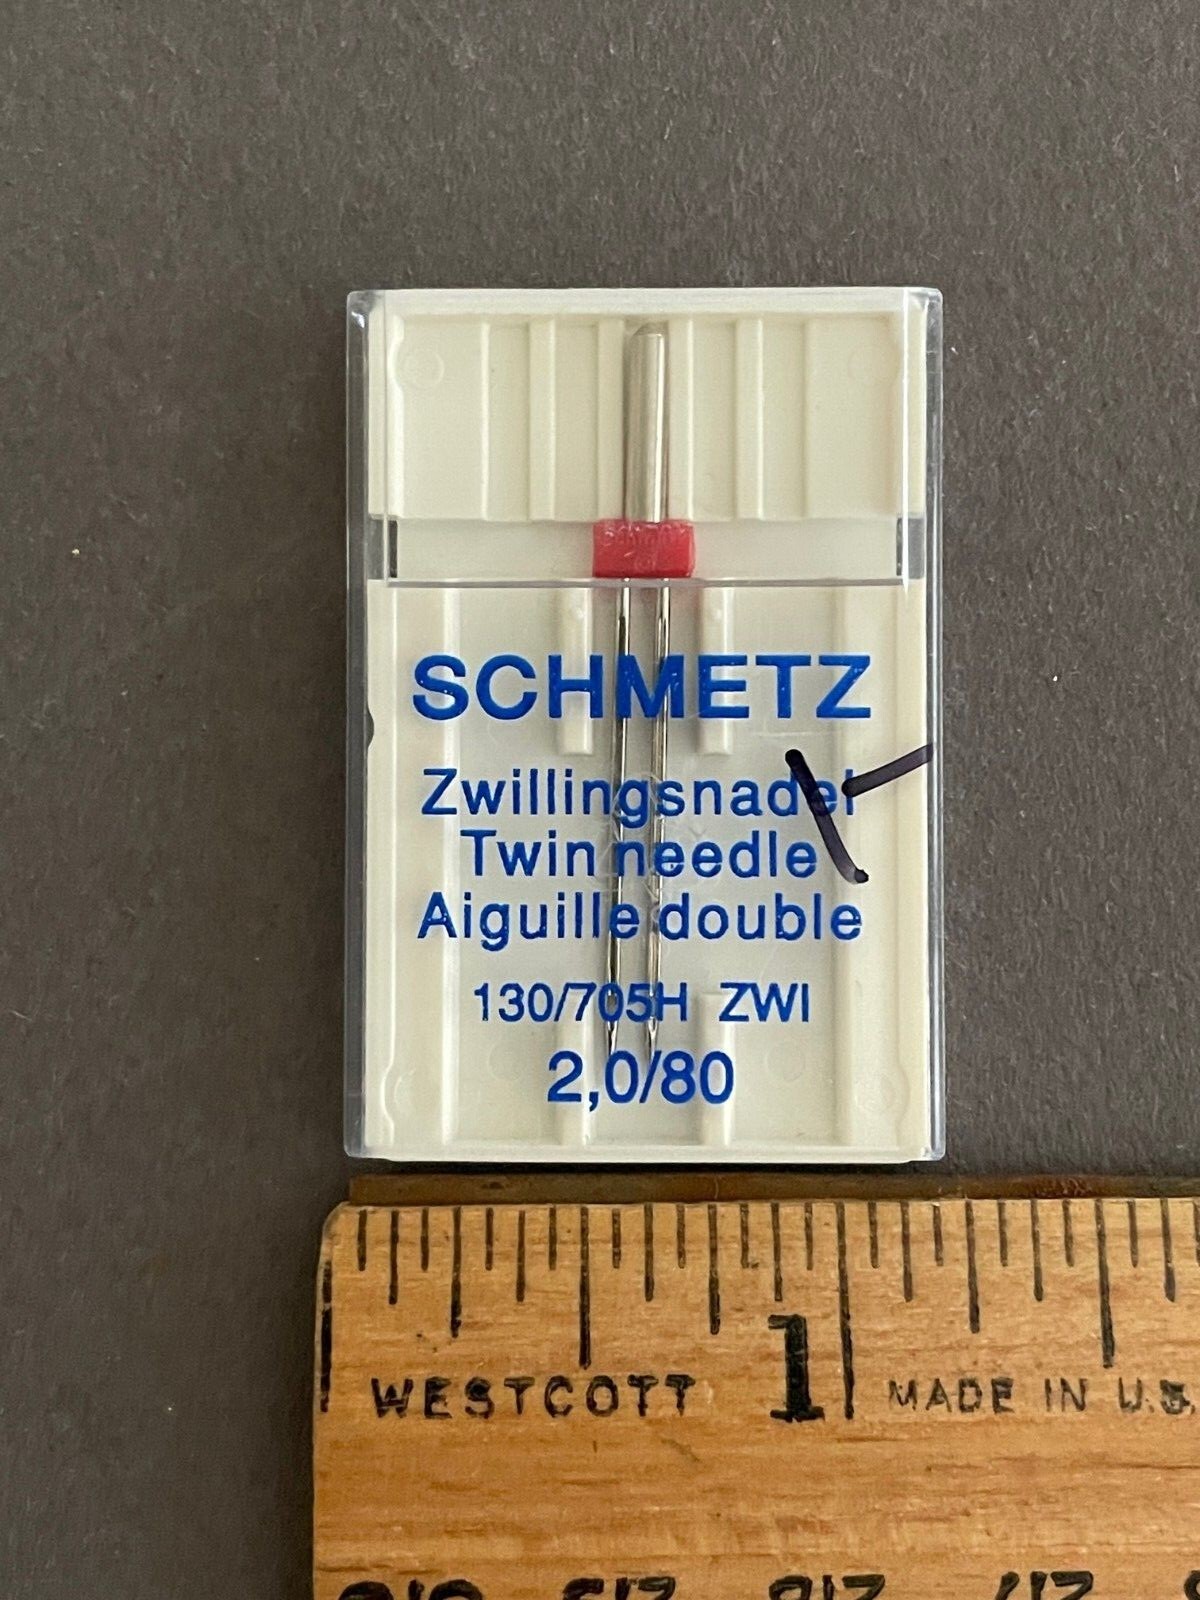 SCHMETZ
Zwillingsnadel
Twin needle
Aiguille double
130/705H ZWI
2,0/80
1
WESTCOTT MADE IN U.S.